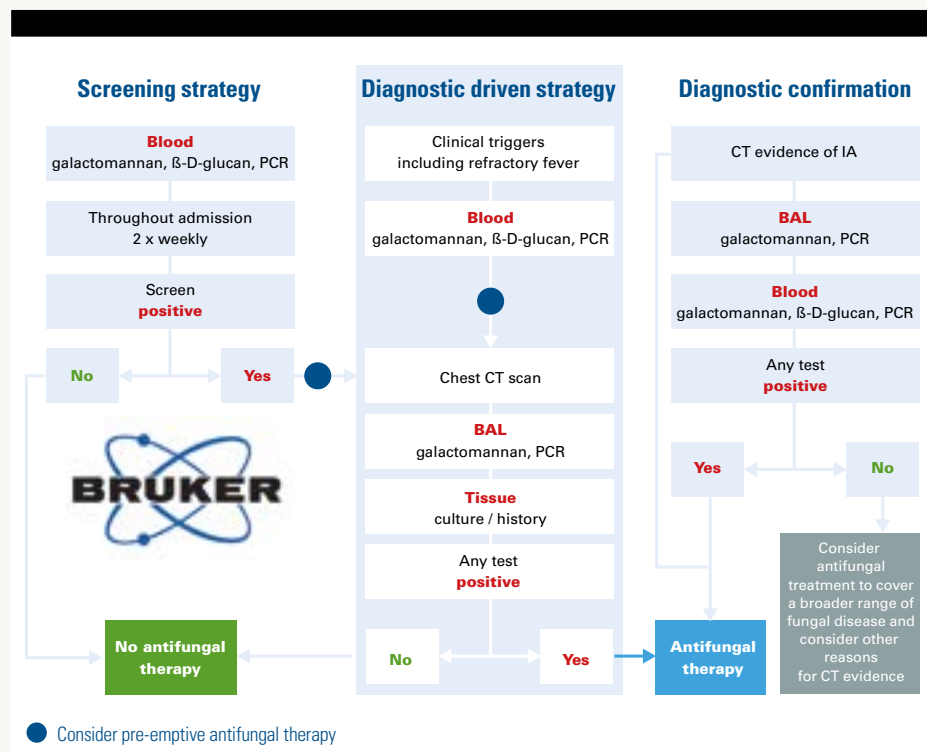 Screening strategy
Blood
galactomannan, ß-D-glucan, PCR
Throughout admission
2 x weekly
Screen
positive
No
Yes
BRUKER
No antifungal
therapy
Diagnostic driven strategy
Clinical triggers
including refractory fever
Blood
galactomannan, ß-D-glucan, PCR
Chest CT scan
BAL
galactomannan, PCR
Tissue
culture / history
Any test
positive
No
Yes
Diagnostic confirmation
CT evidence of IA
BAL
galactomannan, PCR
Blood
galactomannan, ß-D-glucan, PCR
Any test
positive
Yes
No
Antifungal
therapy
Consider
antifungal
treatment to cover
a broader range of
fungal disease and
consider other
reasons
for CT evidence
Consider pre-emptive antifungal therapy